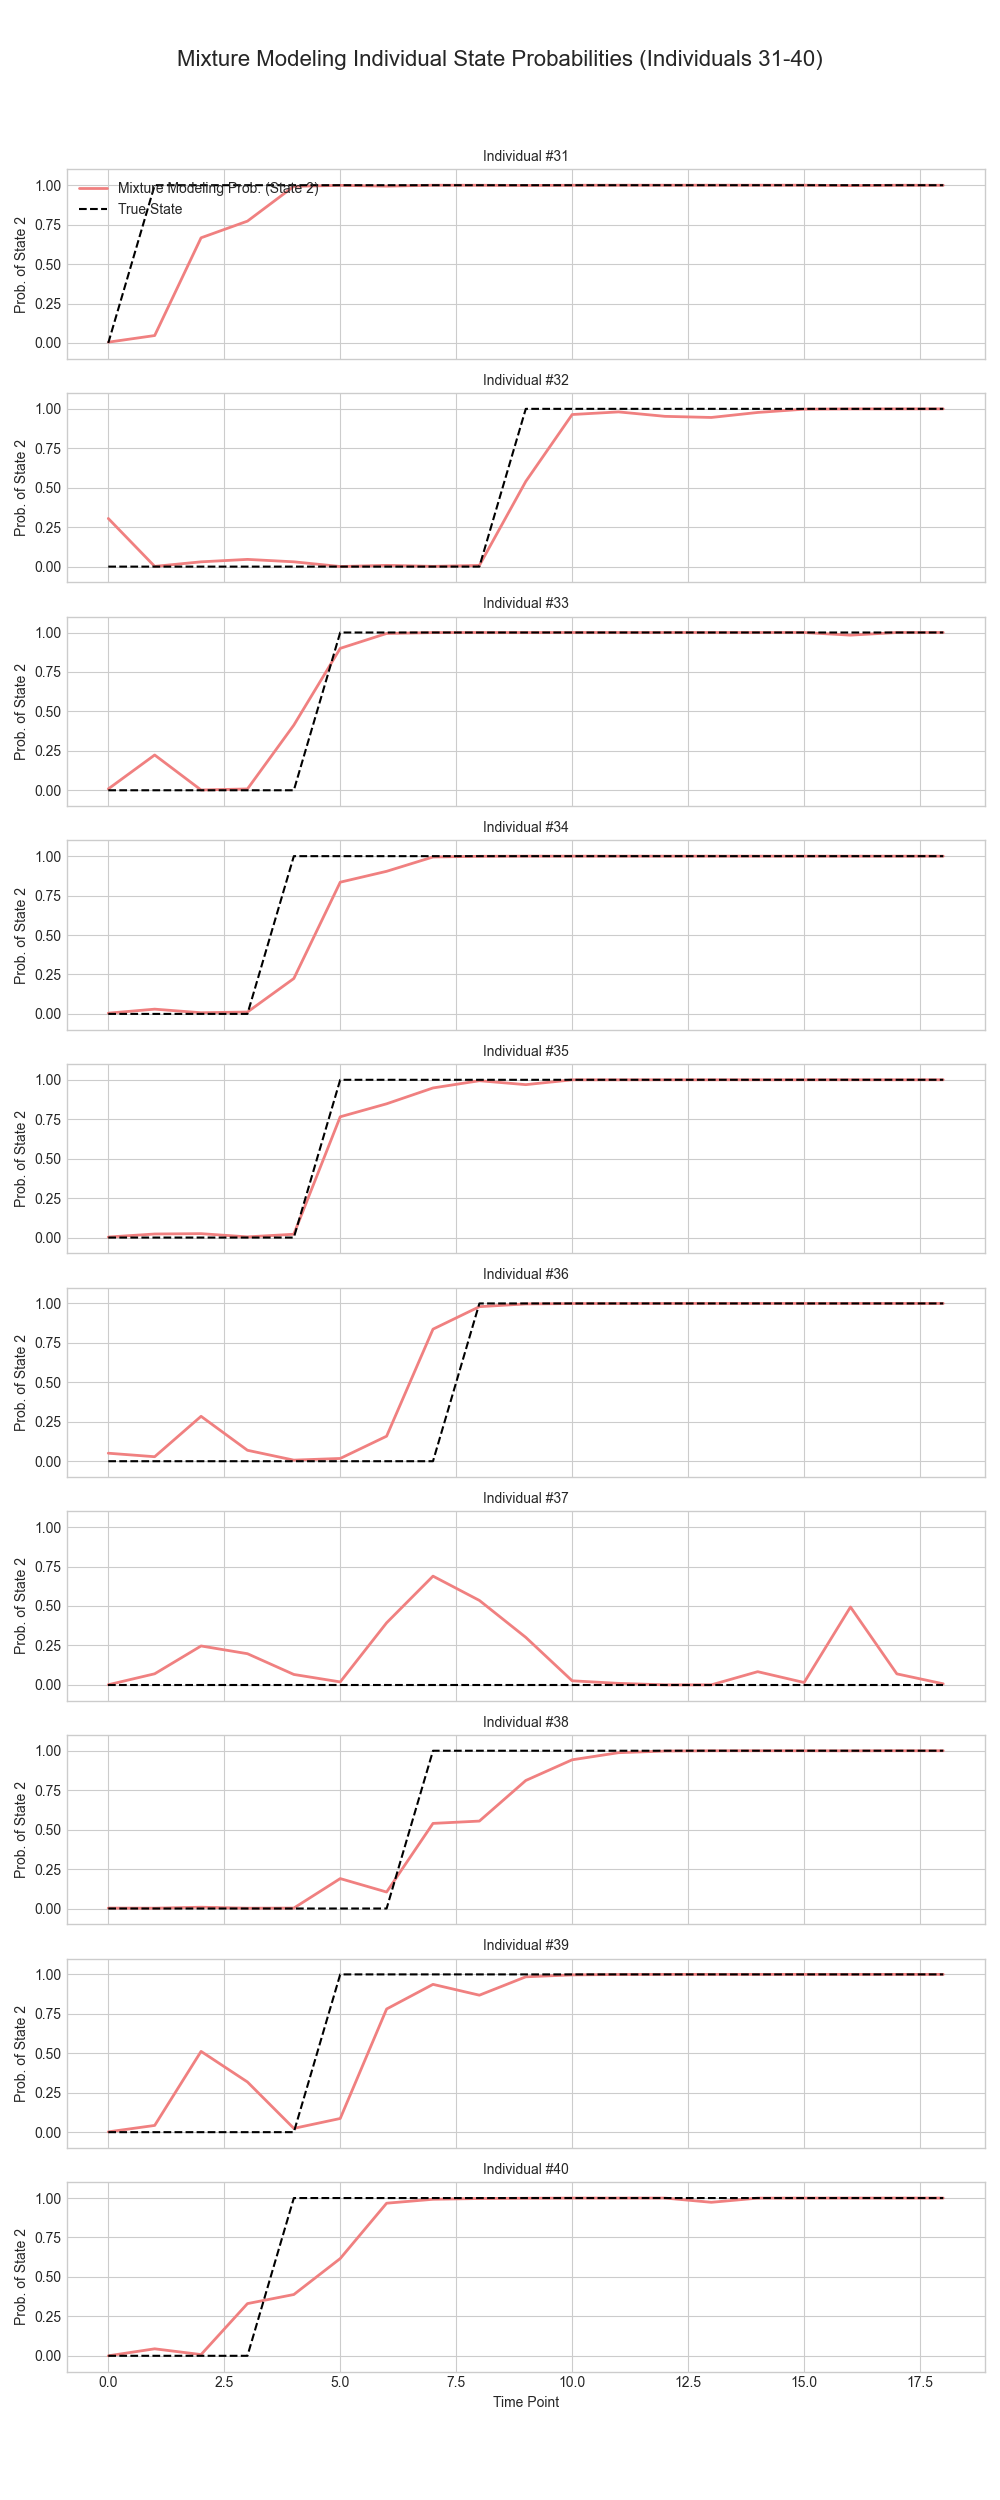 Mixture Modeling Individual State Probabilities (Individuals 31-40)
Individual #31
Mixture Modeling Prob. (State 2)
True State
1.00
0.75
0.50
0.25
0.00
Prob. of State 2
Individual #32
1.00
0.75
0.50
0.25
0.00
Prob. of State 2
Individual #33
1.00
0.75
0.50
0.25
0.00
Prob. of State 2
Individual #34
1.00
0.75
0.50
0.25
0.00
Prob. of State 2
Individual #35
1.00
0.75
0.50
0.25
0.00
Prob. of State 2
Individual #36
1.00
0.75
0.50
0.25
0.00
Prob. of State 2
Individual #37
1.00
0.75
0.50
0.25
0.00
Prob. of State 2
Individual #38
1.00
0.75
0.50
0.25
0.00
Prob. of State 2
Individual #39
1.00
0.75
0.50
0.25
0.00
Prob. of State 2
Individual #40
1.00
0.75
0.50
0.25
0.00
Prob. of State 2
0.0 2.5 5.0 7.5 10.0 12.5 15.0 17.5
Time Point